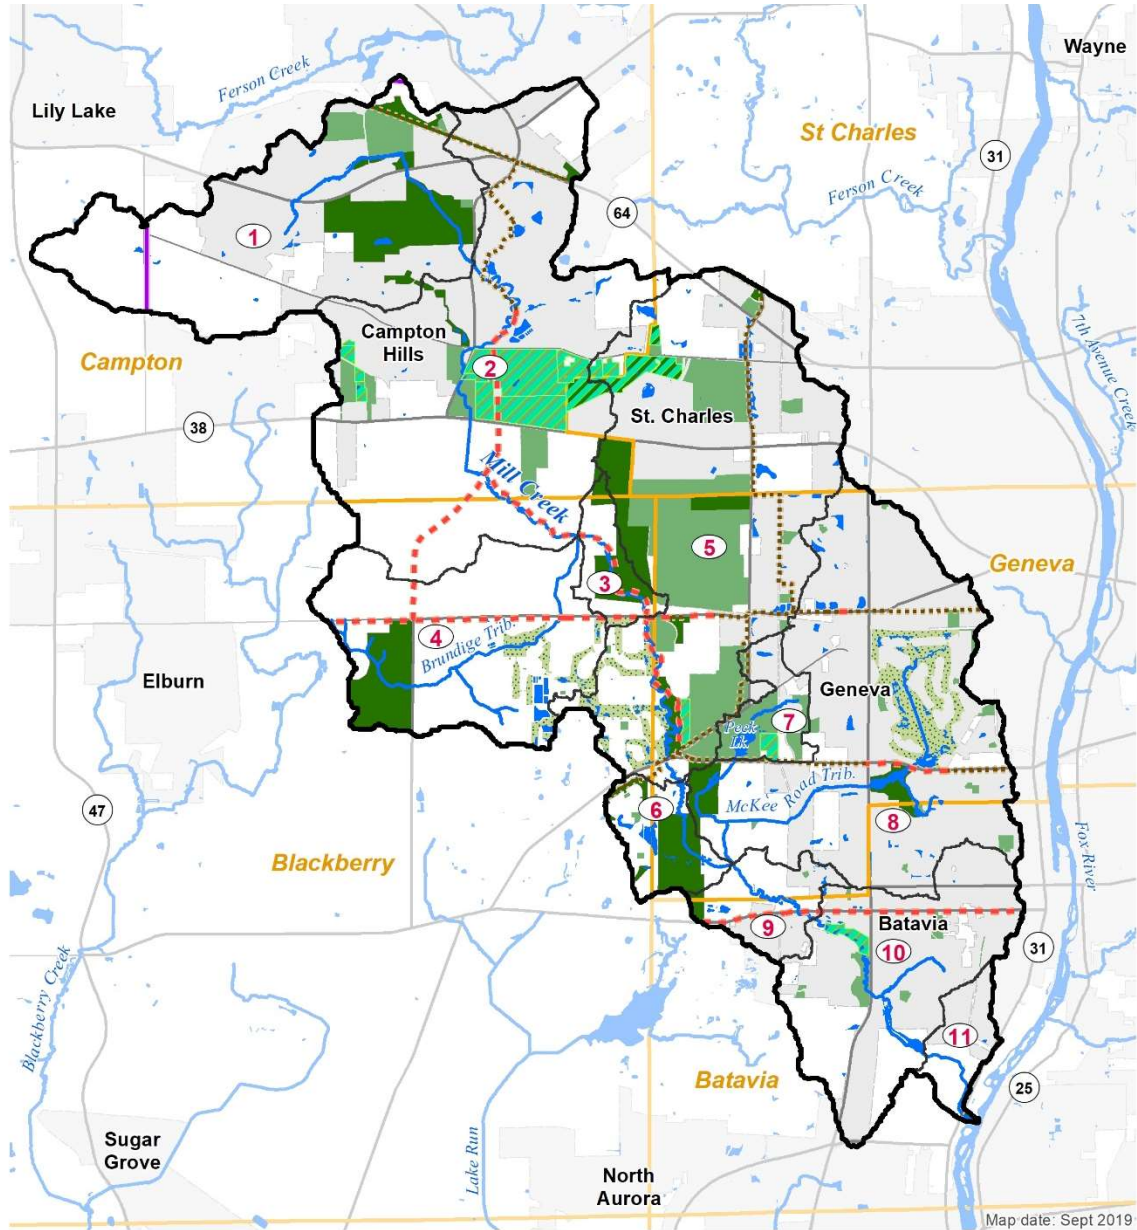 Wayne
Ferson Creek
Lily Lake
St Charles
31
Ferson Creek
64
1
7th Avenue Creek
Campton
Hills
Campton
2
St. Charles
38
Mill Creek
5
Geneva
3
4
Brundige Trib.
Elburn
Geneva
7
Peck
Lk.
McKee Road Trib.
47
6
8
Fox River
Blackberry
9
Batavia
10
31
Blackberry Creek
11
Batavia
25
Sugar
Grove
Lake Run
North
Aurora
Map date: Sept 2019